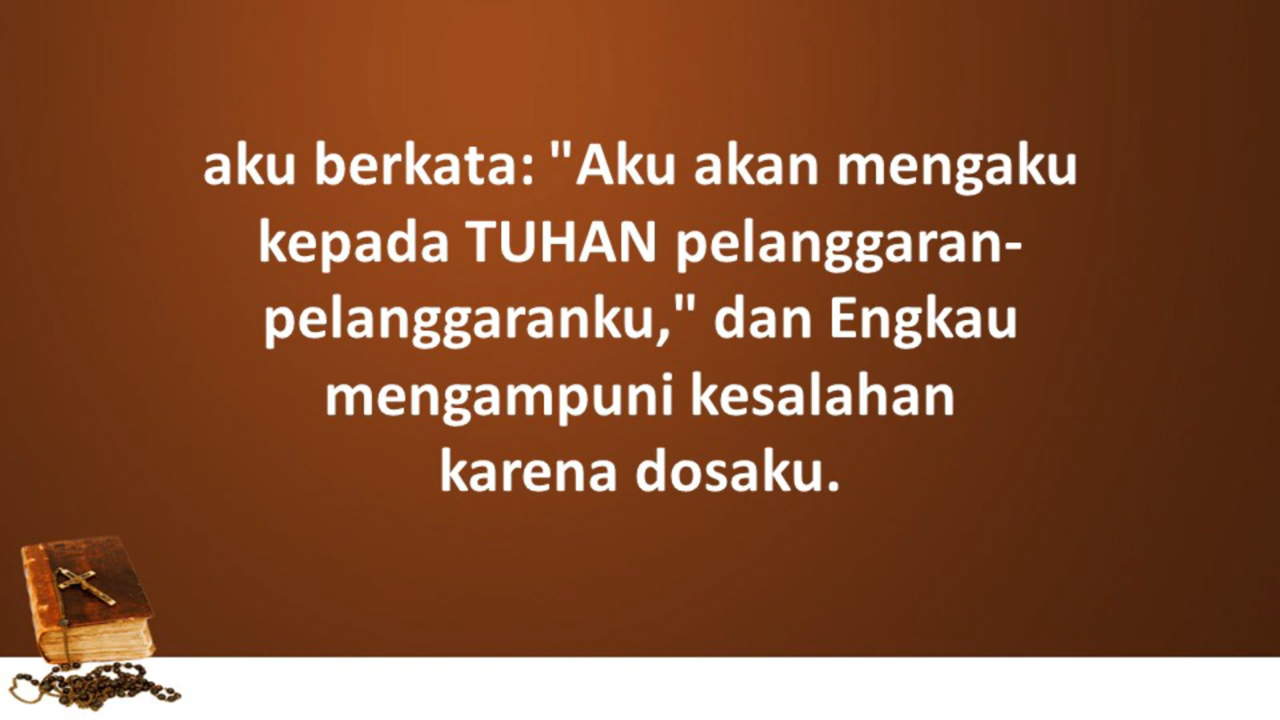 aku berkata: "Aku akan mengaku
kepada TUHAN pelanggaran-
pelanggaranku," dan Engkau
mengampuni kesalahan
karena dosaku.